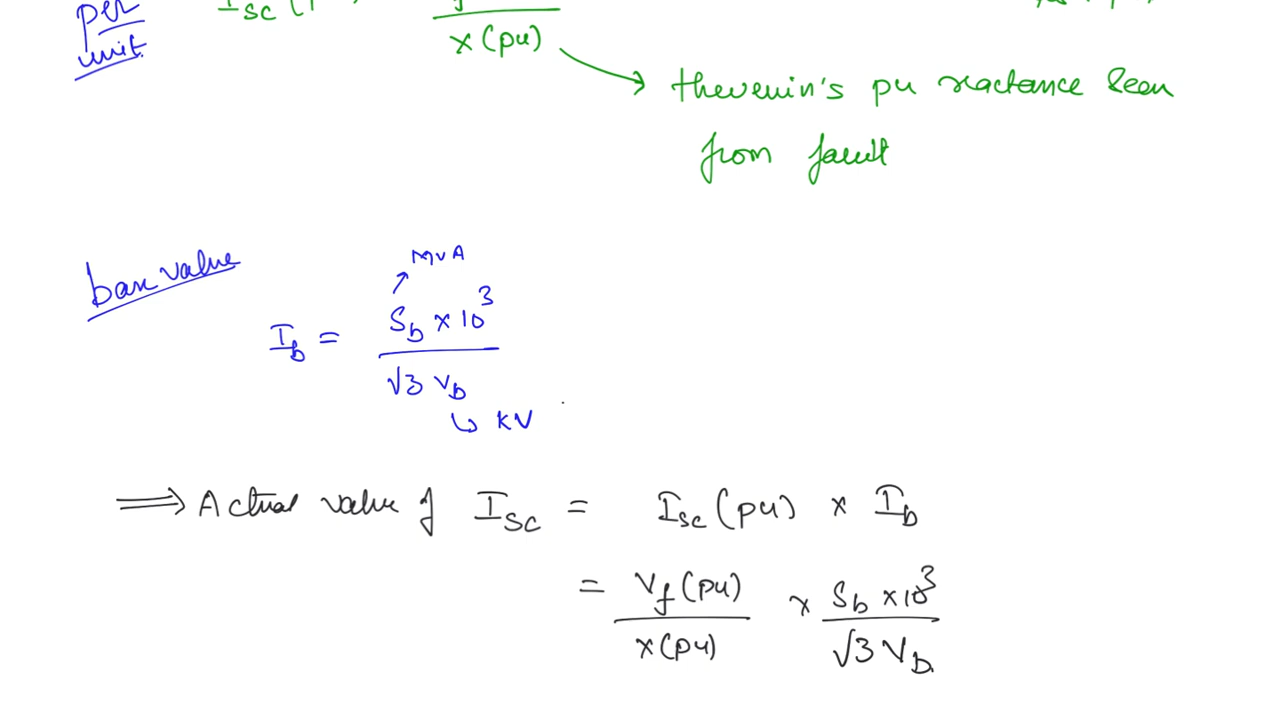 per
unit
x (pu)
thevenin's pu reactance seen
from fault
base value
MVA
I_b = S_b × 10^3
√3 V_b
KV
⟹ Actual value of I_SC = I_SC (pu) × I_b
= V_f (pu) × S_b × 10^3
x (pu) √3 V_b